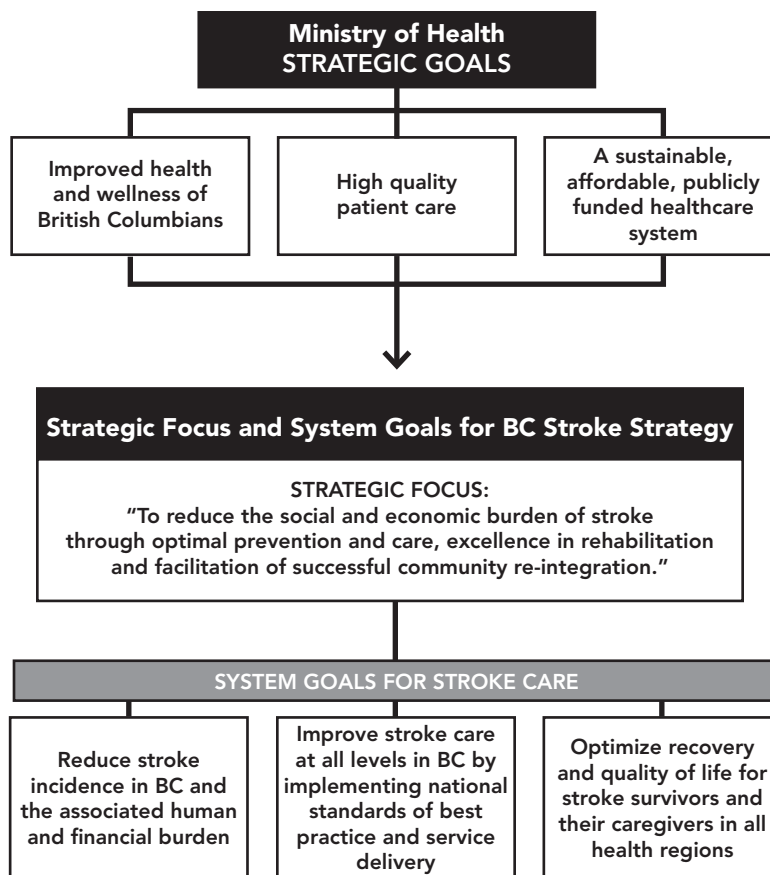 Ministry of Health
STRATEGIC GOALS
Improved health
and wellness of
British Columbians
High quality
patient care
A sustainable,
affordable, publicly
funded healthcare
system
Strategic Focus and System Goals for BC Stroke Strategy
STRATEGIC FOCUS:
“To reduce the social and economic burden of stroke
through optimal prevention and care, excellence in rehabilitation
and facilitation of successful community re-integration.”
SYSTEM GOALS FOR STROKE CARE
Reduce stroke
incidence in BC and
the associated human
and financial burden
Improve stroke care
at all levels in BC by
implementing national
standards of best
practice and service
delivery
Optimize recovery
and quality of life for
stroke survivors and
their caregivers in all
health regions